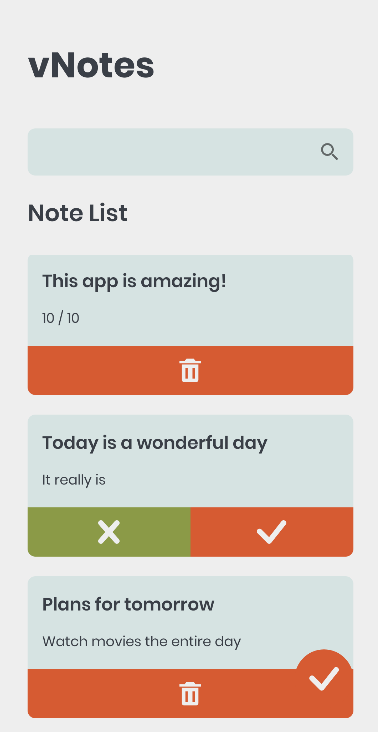 vNotes
Note List
This app is amazing!
10 / 10
Today is a wonderful day
It really is
Plans for tomorrow
Watch movies the entire day